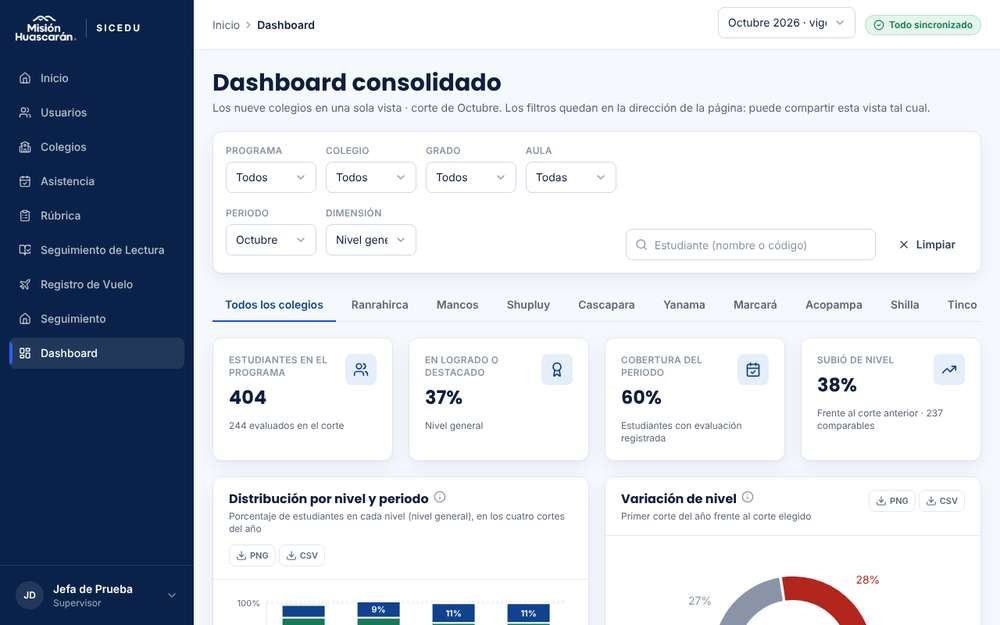 Misión
Huascarán.
SICEDU
Inicio
Usuarios
Colegios
Asistencia
Rúbrica
Seguimiento de Lectura
Registro de Vuelo
Seguimiento
Dashboard
JD
Jefa de Prueba
Supervisor
Inicio > Dashboard
Octubre 2026 · vig
Todo sincronizado
Dashboard consolidado
Los nueve colegios en una sola vista · corte de Octubre. Los filtros quedan en la dirección de la página: puede compartir esta vista tal cual.
PROGRAMA COLEGIO GRADO AULA
Todos Todos Todos Todas
PERIODO DIMENSIÓN
Octubre Nivel gene
Estudiante (nombre o código)
Limpiar
Todos los colegios Ranrahirca Mancos Shupluy Cascapara Yanama Marcará Acopampa Shilla Tinco
ESTUDIANTES EN EL
PROGRAMA
404
244 evaluados en el corte
EN LOGRADO O
DESTACADO
37%
Nivel general
COBERTURA DEL
PERIODO
60%
Estudiantes con evaluación
registrada
SUBIÓ DE NIVEL
38%
Frente al corte anterior · 237
comparables
Distribución por nivel y periodo
Porcentaje de estudiantes en cada nivel (nivel general), en los cuatro cortes
del año
PNG CSV
100%
9% 11% 11%
Variación de nivel
Primer corte del año frente al corte elegido
PNG CSV
28%
27%